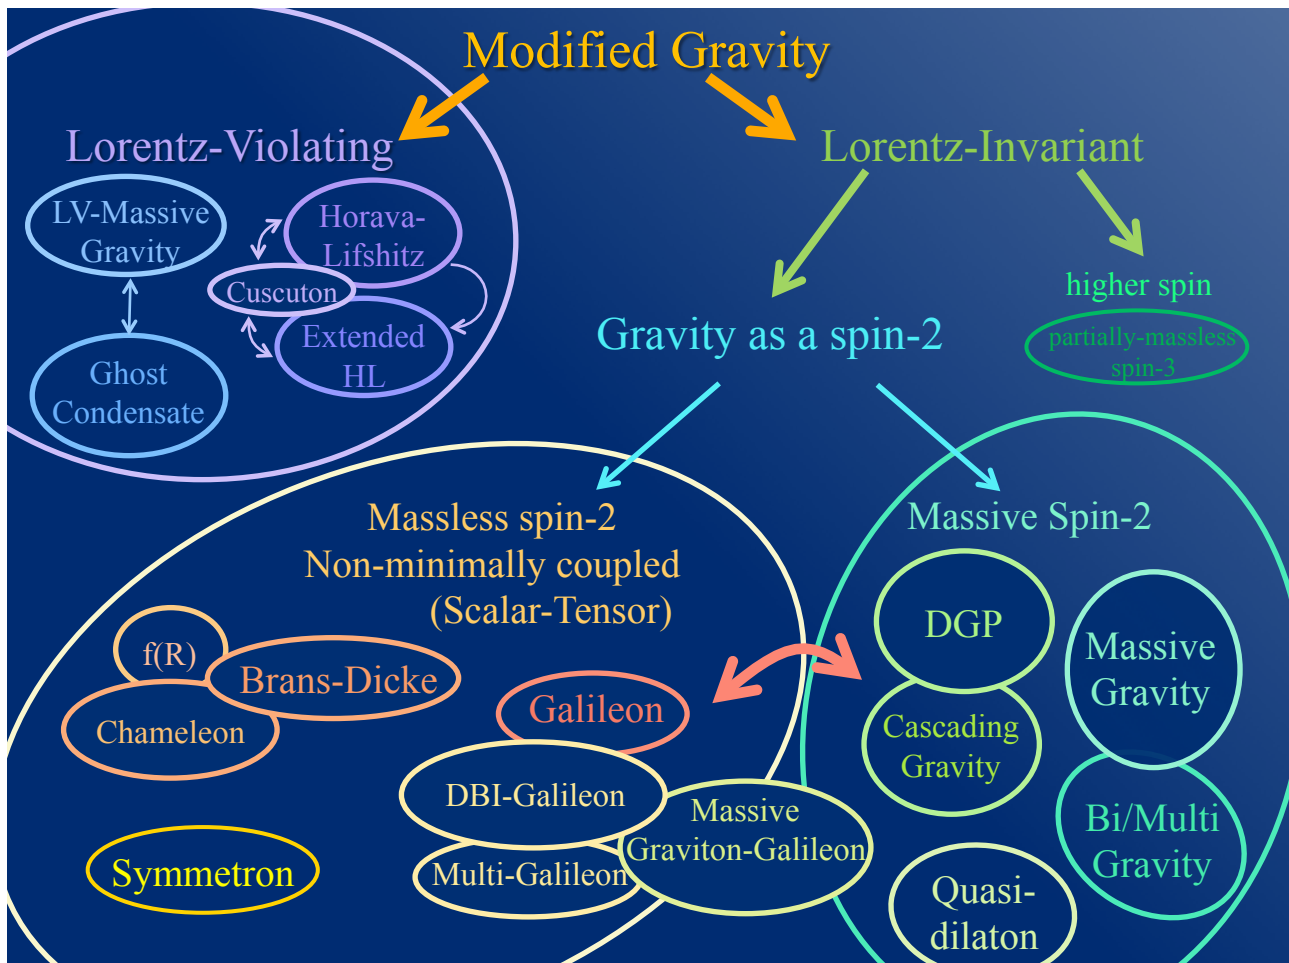 Modified Gravity
Lorentz-Violating
LV-Massive
Gravity
Horava-
Lifshitz
Cuscuton
Extended
HL
Ghost
Condensate
Lorentz-Invariant
higher spin
partially-massless
spin-3
Gravity as a spin-2
Massless spin-2
Non-minimally coupled
(Scalar-Tensor)
f(R)
Brans-Dicke
Chameleon
Galileon
DBI-Galileon
Multi-Galileon
Massive
Graviton-Galileon
Symmetron
Massive Spin-2
DGP
Cascading
Gravity
Massive
Gravity
Bi/Multi
Gravity
Quasi-
dilaton